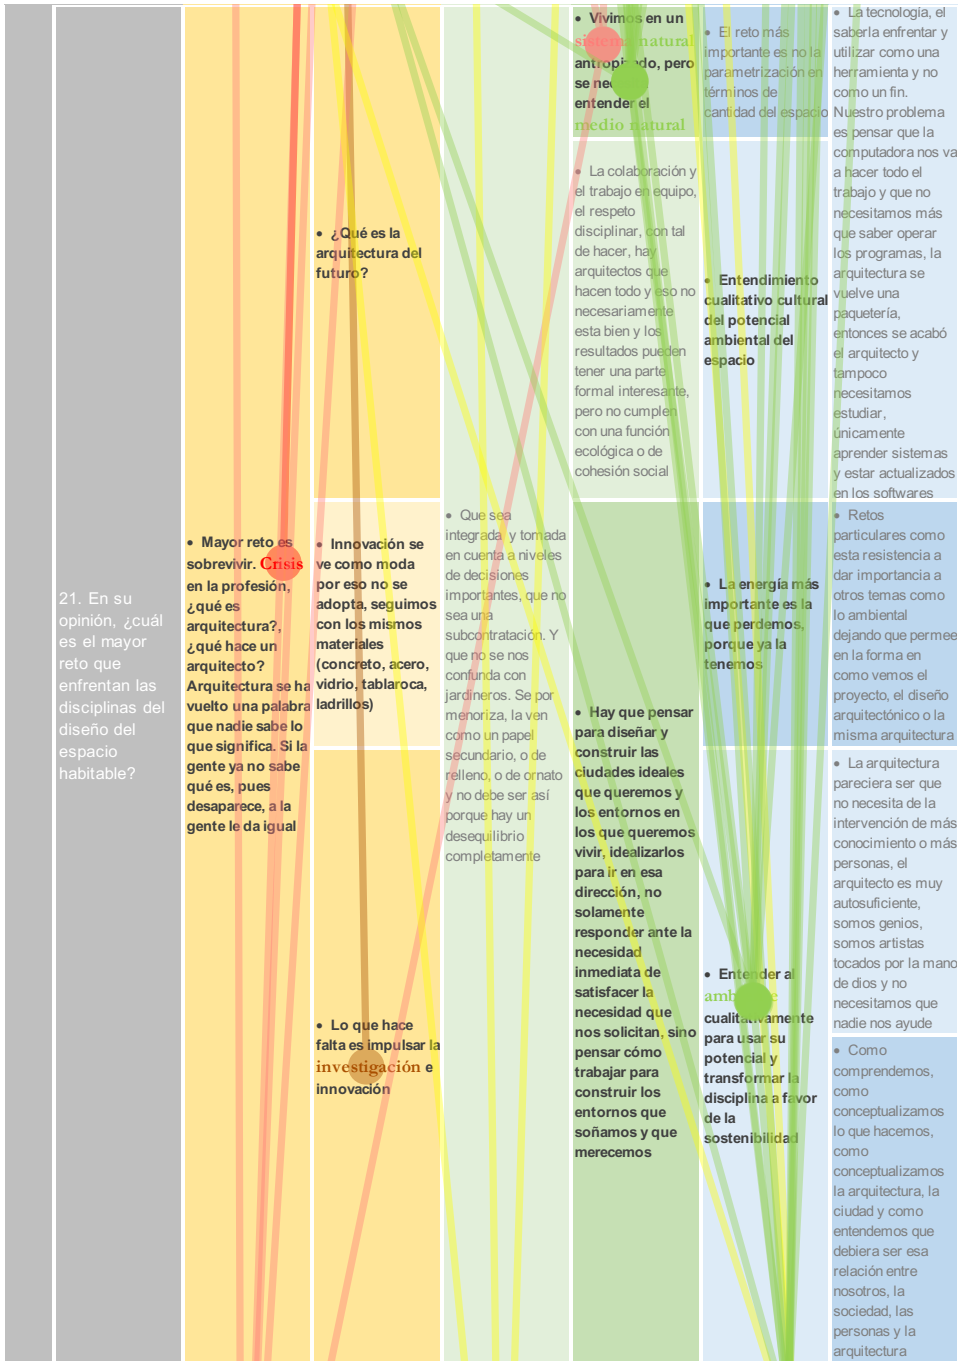 21. En su
opinión, ¿cuál
es el mayor
reto que
enfrentan las
disciplinas del
diseño del
espacio
habitable?
• Mayor reto es
sobrevivir. Crisis
en la profesión,
¿qué es
arquitectura?,
¿qué hace un
arquitecto?
Arquitectura se ha
vuelto una palabra
que nadie sabe lo
que significa. Si la
gente ya no sabe
qué es, pues
desaparece, a la
gente le da igual
• ¿Qué es la
arquitectura del
futuro?
• Innovación se
ve como moda
por eso no se
adopta, seguimos
con los mismos
materiales
(concreto, acero,
vidrio, tablaroca,
ladrillos)
• Lo que hace
falta es impulsar la
investigación e
innovación
• Que sea
integrada y tomada
en cuenta a niveles
de decisiones
importantes, que no
sea una
subcontratación. Y
que no se nos
confunda con
jardineros. Se por
menoriza, la ven
como un papel
secundario, o de
relleno, o de ornato
y no debe ser así
porque hay un
desequilibrio
completamente
• Vivimos en un
sistema natural
antropizado, pero
se
entender el
medio natural
• La colaboración y
el trabajo en equipo,
el respeto
disciplinar, con tal
de hacer, hay
arquitectos que
hacen todo y eso no
necesariamente
esta bien y los
resultados pueden
tener una parte
formal interesante,
pero no cumplen
con una función
ecológica o de
cohesión social
• Hay que pensar
para diseñar y
construir las
ciudades ideales
que queremos y
los entornos en
los que queremos
vivir, idealizarlos
para ir en esa
dirección, no
solamente
responder ante la
necesidad
inmediata de
satisfacer la
necesidad que
nos solicitan, sino
pensar cómo
trabajar para
construir los
entornos que
soñamos y que
merecemos
• El reto más
importante es no la
parametrización en
términos de
cantidad del espacio
• Entendimiento
cualitativo cultural
del potencial
ambiental del
espacio
• La energía más
importante es la
que perdemos,
porque ya la
tenemos
• Entender al
ambiente
cualitativamente
para usar su
potencial y
transformar la
disciplina a favor
de la
sostenibilidad
• La tecnología, el
saberla enfrentar y
utilizar como una
herramienta y no
como un fin.
Nuestro problema
es pensar que la
computadora nos va
a hacer todo el
trabajo y que no
necesitamos más
que saber operar
los programas, la
arquitectura se
vuelve una
paquetería,
entonces se acabó
el arquitecto y
tampoco
necesitamos
estudiar,
únicamente
aprender sistemas
y estar actualizados
en los softwares
• Retos
particulares como
esta resistencia a
dar importancia a
otros temas como
lo ambiental
dejando que permee
en la forma en
como vemos el
proyecto, el diseño
arquitectónico o la
misma arquitectura
• La arquitectura
pareciera ser que
no necesita de la
intervención de más
conocimiento o más
personas, el
arquitecto es muy
autosuficiente,
somos genios,
somos artistas
tocados por la mano
de dios y no
necesitamos que
nadie nos ayude
• Como
comprendemos,
como
conceptualizamos
lo que hacemos,
como
conceptualizamos
la arquitectura, la
ciudad y como
entendemos que
debiera ser esa
relación entre
nosotros, la
sociedad, las
personas y la
arquitectura